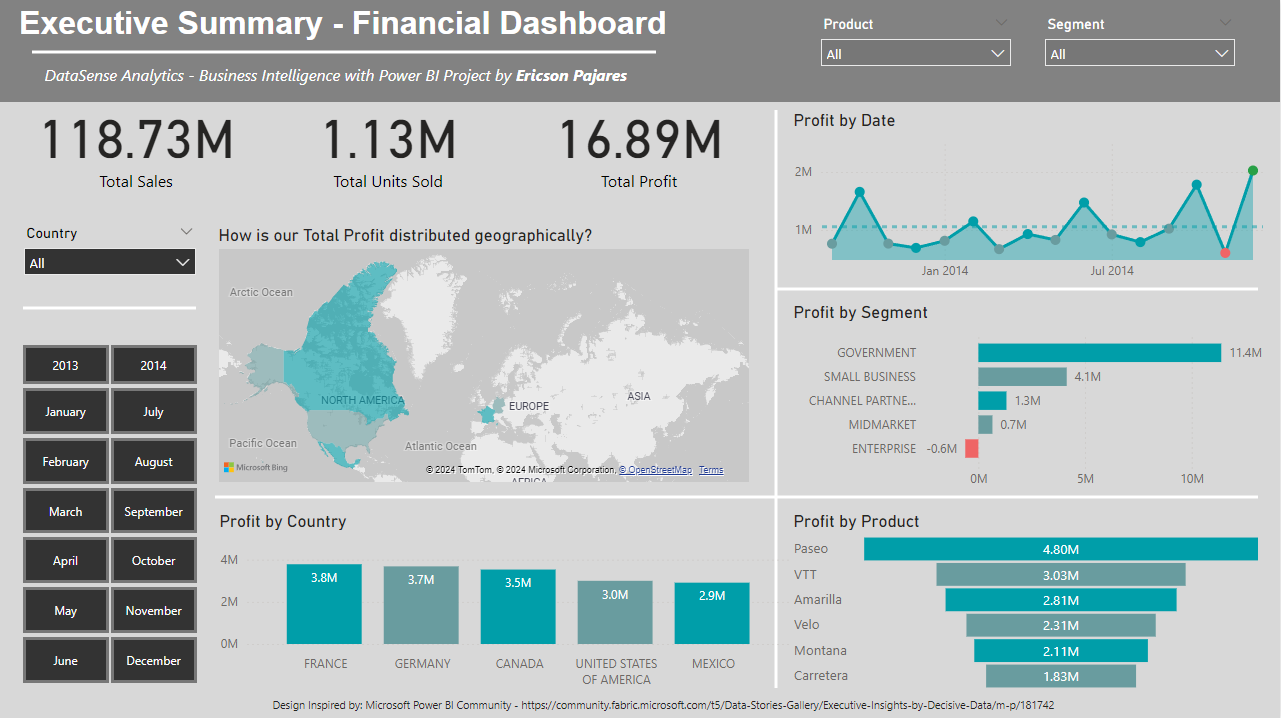 Executive Summary - Financial Dashboard
DataSense Analytics - Business Intelligence with Power BI Project by Ericson Pajares
Product
All
Segment
All
118.73M
Total Sales
1.13M
Total Units Sold
16.89M
Total Profit
Country
All
2013
2014
January
July
February
August
March
September
April
October
May
November
June
December
How is our Total Profit distributed geographically?
Arctic Ocean
NORTH AMERICA
EUROPE
ASIA
Pacific Ocean
Atlantic Ocean
Microsoft Bing
© 2024 TomTom, © 2024 Microsoft Corporation, © OpenStreetMap Terms
AFRICA
Profit by Country
4M
2M
0M
3.8M
3.7M
3.5M
3.0M
2.9M
FRANCE
GERMANY
CANADA
UNITED STATES
OF AMERICA
MEXICO
Profit by Date
2M
1M
Jan 2014
Jul 2014
Profit by Segment
GOVERNMENT 11.4M
SMALL BUSINESS 4.1M
CHANNEL PARTNE... 1.3M
MIDMARKET 0.7M
ENTERPRISE -0.6M
0M 5M 10M
Profit by Product
Paseo 4.80M
VTT 3.03M
Amarilla 2.81M
Velo 2.31M
Montana 2.11M
Carretera 1.83M
Design Inspired by: Microsoft Power BI Community - https://community.fabric.microsoft.com/t5/Data-Stories-Gallery/Executive-Insights-by-Decisive-Data/m-p/181742